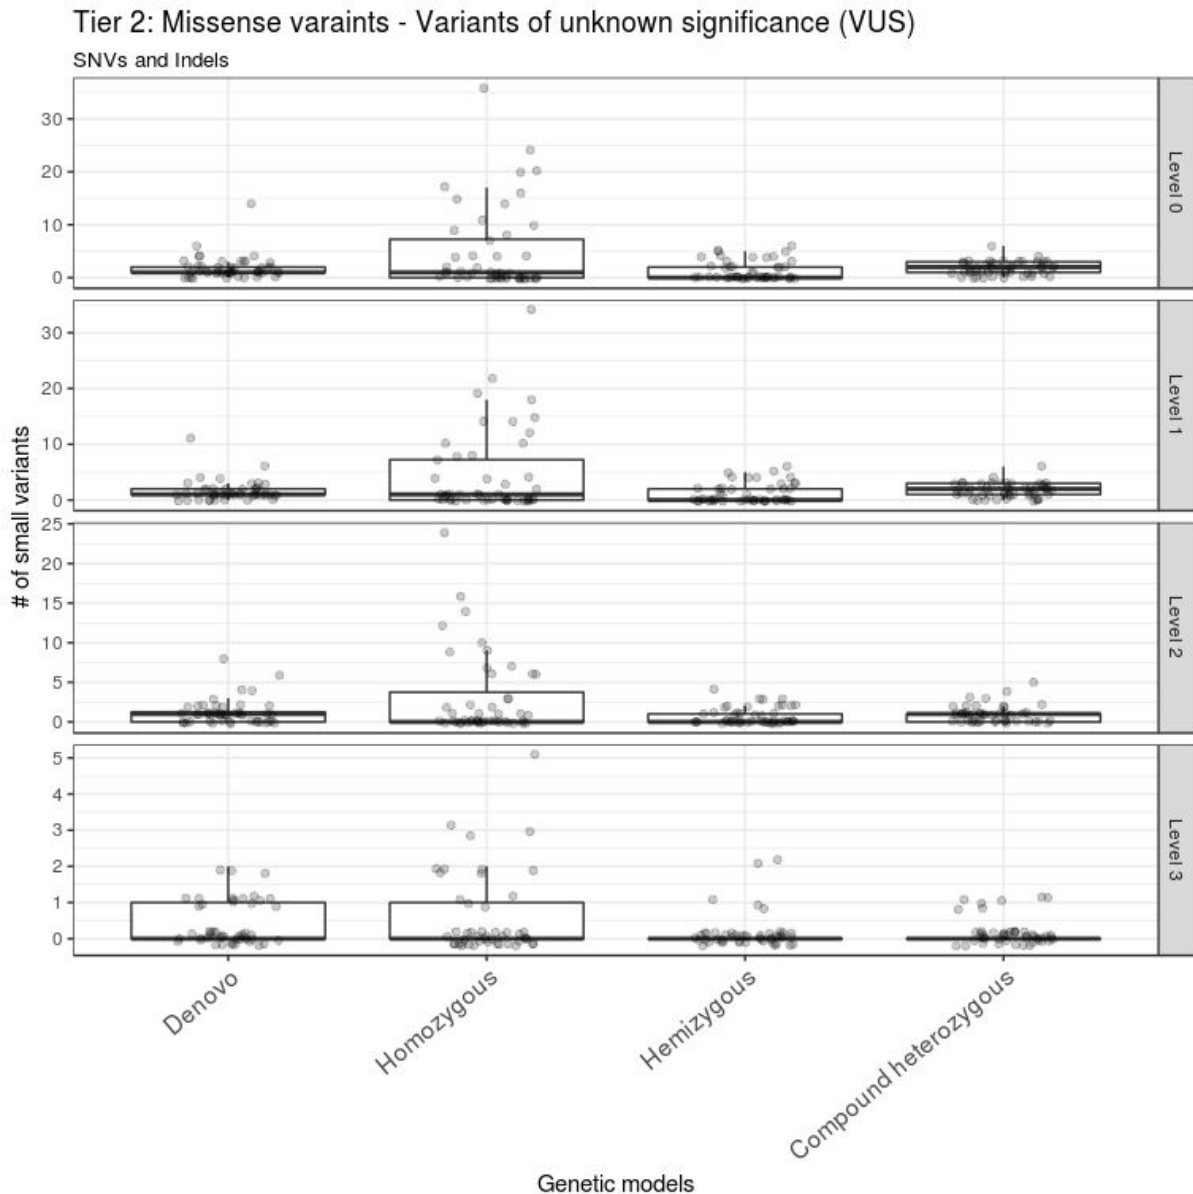 Tier 2: Missense varaints - Variants of unknown significance (VUS)
SNVs and Indels
# of small variants
30
20
10
0
Level 0
30
20
10
0
Level 1
25
20
15
10
5
0
Level 2
5
4
3
2
1
0
Level 3
Denovo
Homozygous
Hemizygous
Compound heterozygous
Genetic models